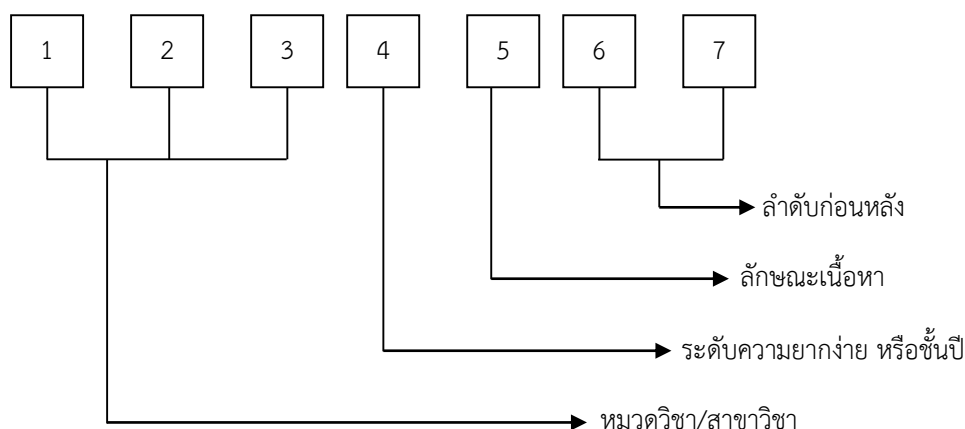 1 2 3 4 5 6 7
ลำดับก่อนหลัง
ลักษณะเนื้อหา
ระดับความยากง่าย หรือชั้นปี
หมวดวิชา/สาขาวิชา